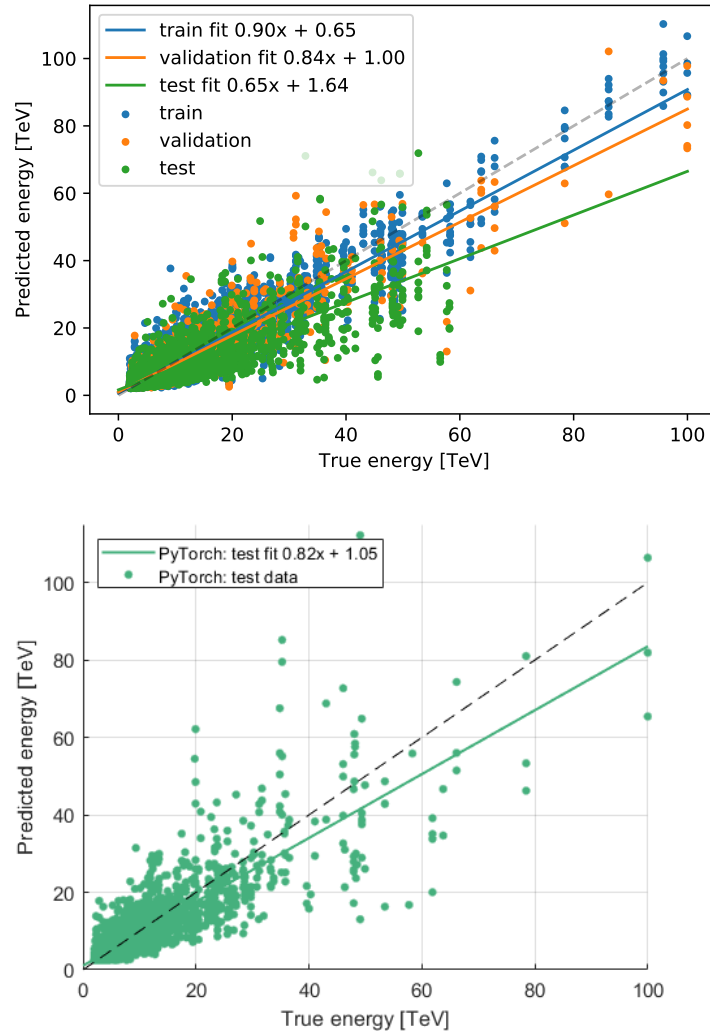 train fit 0.90x + 0.65
validation fit 0.84x + 1.00
test fit 0.65x + 1.64
train
validation
test
Predicted energy [TeV]
100
80
60
40
20
0
0 20 40 60 80 100
True energy [TeV]
PyTorch: test fit 0.82x + 1.05
PyTorch: test data
Predicted energy [TeV]
100
80
60
40
20
0
0 20 40 60 80 100
True energy [TeV]